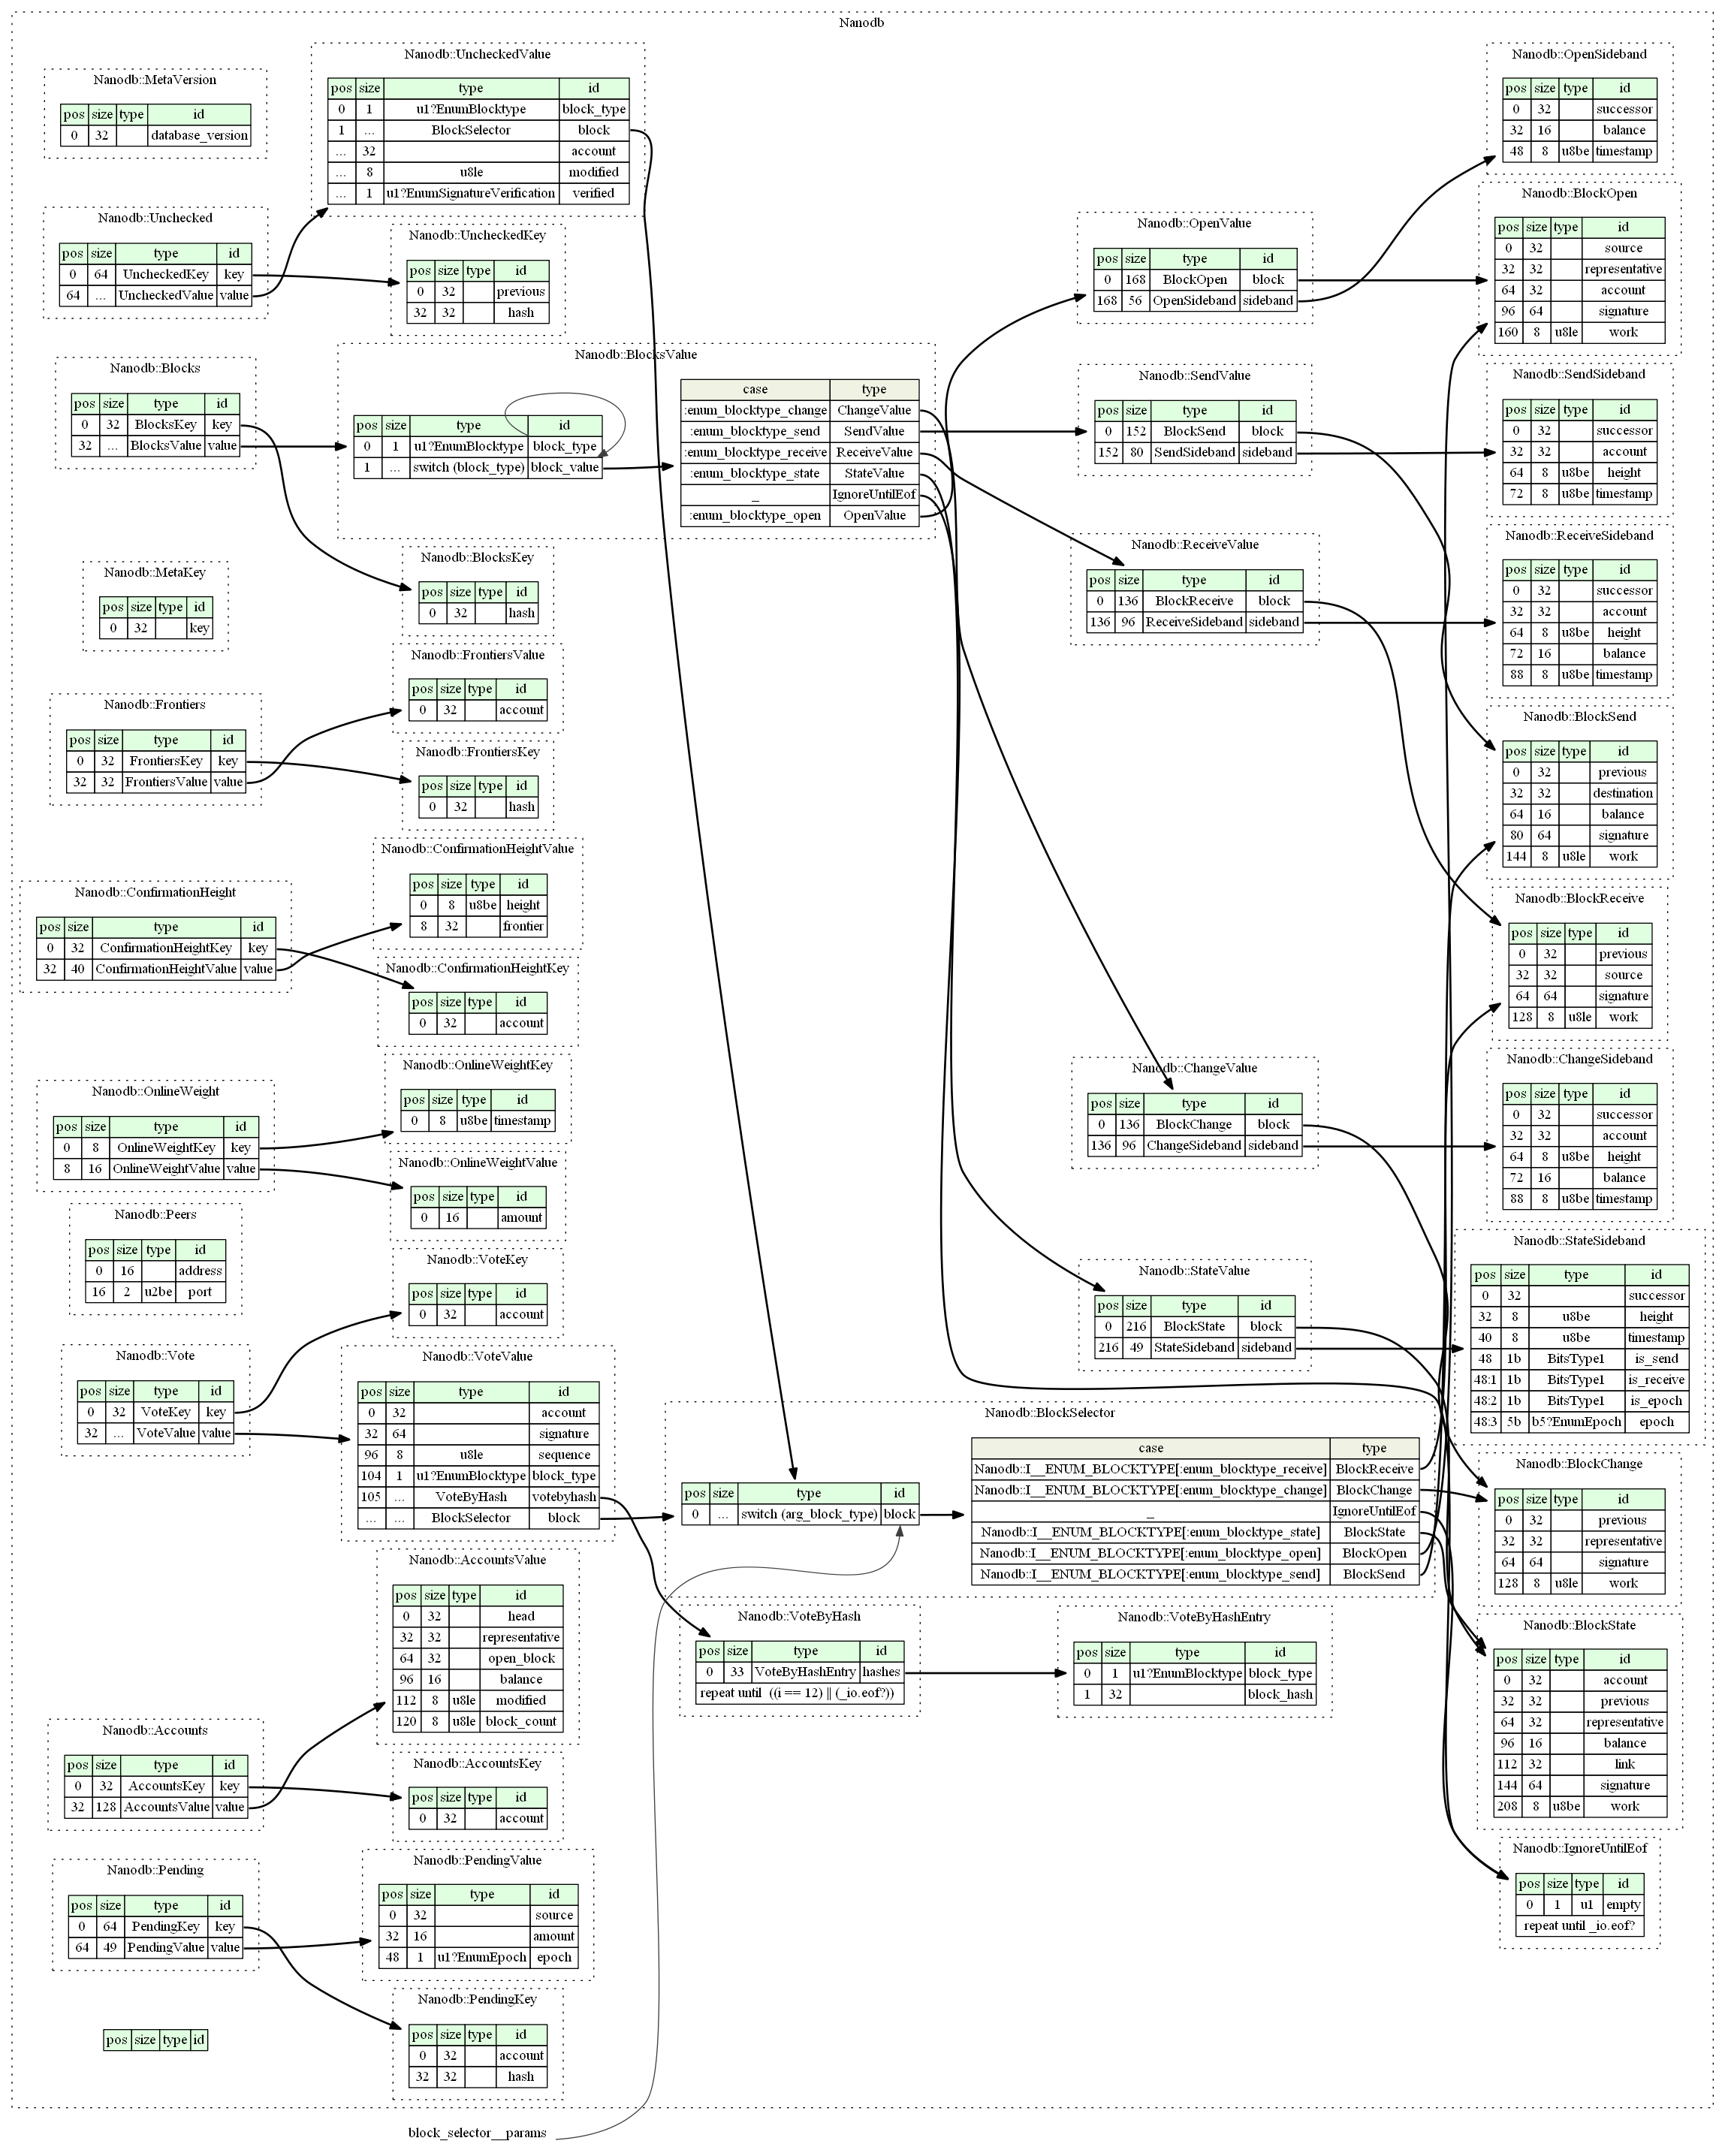 Nanodb
Nanodb::MetaVersion
pos size type id
0 32 database_version
Nanodb::Unchecked
pos size type id
0 64 UncheckedKey key
64 ... UncheckedValue value
Nanodb::Blocks
pos size type id
0 32 BlocksKey key
32 ... BlocksValue value
Nanodb::MetaKey
pos size type id
0 32 key
Nanodb::Frontiers
pos size type id
0 32 FrontiersKey key
32 32 FrontiersValue value
Nanodb::ConfirmationHeight
pos size type id
0 32 ConfirmationHeightKey key
32 40 ConfirmationHeightValue value
Nanodb::OnlineWeight
pos size type id
0 8 OnlineWeightKey key
8 16 OnlineWeightValue value
Nanodb::Peers
pos size type id
0 16 address
16 2 u2be port
Nanodb::Vote
pos size type id
0 32 VoteKey key
32 ... VoteValue value
Nanodb::Accounts
pos size type id
0 32 AccountsKey key
32 128 AccountsValue value
Nanodb::Pending
pos size type id
0 64 PendingKey key
64 49 PendingValue value
pos size type id
Nanodb::UncheckedValue
pos size type id
0 1 u1?EnumBlocktype block_type
1 ... BlockSelector block
... 32 account
... 8 u8le modified
... 1 u1?EnumSignatureVerification verified
Nanodb::UncheckedKey
pos size type id
0 32 previous
32 32 hash
Nanodb::BlocksValue
pos size type id
0 1 u1?EnumBlocktype block_type
1 ... switch (block_type) block_value
case type
:enum_blocktype_change ChangeValue
:enum_blocktype_send SendValue
:enum_blocktype_receive ReceiveValue
:enum_blocktype_state StateValue
_ IgnoreUntilEof
:enum_blocktype_open OpenValue
Nanodb::BlocksKey
pos size type id
0 32 hash
Nanodb::FrontiersValue
pos size type id
0 32 account
Nanodb::FrontiersKey
pos size type id
0 32 hash
Nanodb::ConfirmationHeightValue
pos size type id
0 8 u8be height
8 32 frontier
Nanodb::ConfirmationHeightKey
pos size type id
0 32 account
Nanodb::OnlineWeightKey
pos size type id
0 8 u8be timestamp
Nanodb::OnlineWeightValue
pos size type id
0 16 amount
Nanodb::VoteKey
pos size type id
0 32 account
Nanodb::VoteValue
pos size type id
0 32 account
32 64 signature
96 8 u8le sequence
104 1 u1?EnumBlocktype block_type
105 ... VoteByHash votebyhash
... ... BlockSelector block
Nanodb::AccountsValue
pos size type id
0 32 head
32 32 representative
64 32 open_block
96 16 balance
112 8 u8le modified
120 8 u8le block_count
Nanodb::AccountsKey
pos size type id
0 32 account
Nanodb::PendingValue
pos size type id
0 32 source
32 16 amount
48 1 u1?EnumEpoch epoch
Nanodb::PendingKey
pos size type id
0 32 account
32 32 hash
block_selector__params
Nanodb::BlockSelector
pos size type id
0 ... switch (arg_block_type) block
case type
Nanodb::I__ENUM_BLOCKTYPE[:enum_blocktype_receive] BlockReceive
Nanodb::I__ENUM_BLOCKTYPE[:enum_blocktype_change] BlockChange
_ IgnoreUntilEof
Nanodb::I__ENUM_BLOCKTYPE[:enum_blocktype_state] BlockState
Nanodb::I__ENUM_BLOCKTYPE[:enum_blocktype_open] BlockOpen
Nanodb::I__ENUM_BLOCKTYPE[:enum_blocktype_send] BlockSend
Nanodb::VoteByHash
pos size type id
0 33 VoteByHashEntry hashes
repeat until ((i == 12) || (_io.eof?))
Nanodb::VoteByHashEntry
pos size type id
0 1 u1?EnumBlocktype block_type
1 32 block_hash
Nanodb::OpenValue
pos size type id
0 168 BlockOpen block
168 56 OpenSideband sideband
Nanodb::SendValue
pos size type id
0 152 BlockSend block
152 80 SendSideband sideband
Nanodb::ReceiveValue
pos size type id
0 136 BlockReceive block
136 96 ReceiveSideband sideband
Nanodb::ChangeValue
pos size type id
0 136 BlockChange block
136 96 ChangeSideband sideband
Nanodb::StateValue
pos size type id
0 216 BlockState block
216 49 StateSideband sideband
Nanodb::OpenSideband
pos size type id
0 32 successor
32 16 balance
48 8 u8be timestamp
Nanodb::BlockOpen
pos size type id
0 32 source
32 32 representative
64 32 account
96 64 signature
160 8 u8le work
Nanodb::SendSideband
pos size type id
0 32 successor
32 32 account
64 8 u8be height
72 8 u8be timestamp
Nanodb::ReceiveSideband
pos size type id
0 32 successor
32 32 account
64 8 u8be height
72 16 balance
88 8 u8be timestamp
Nanodb::BlockSend
pos size type id
0 32 previous
32 32 destination
64 16 balance
80 64 signature
144 8 u8le work
Nanodb::BlockReceive
pos size type id
0 32 previous
32 32 source
64 64 signature
128 8 u8le work
Nanodb::ChangeSideband
pos size type id
0 32 successor
32 32 account
64 8 u8be height
72 16 balance
88 8 u8be timestamp
Nanodb::StateSideband
pos size type id
0 32 successor
32 8 u8be height
40 8 u8be timestamp
48 1b BitsType1 is_send
48:1 1b BitsType1 is_receive
48:2 1b BitsType1 is_epoch
48:3 5b b5?EnumEpoch epoch
Nanodb::BlockChange
pos size type id
0 32 previous
32 32 representative
64 64 signature
128 8 u8le work
Nanodb::BlockState
pos size type id
0 32 account
32 32 previous
64 32 representative
96 16 balance
112 32 link
144 64 signature
208 8 u8be work
Nanodb::IgnoreUntilEof
pos size type id
0 1 u1 empty
repeat until _io.eof?